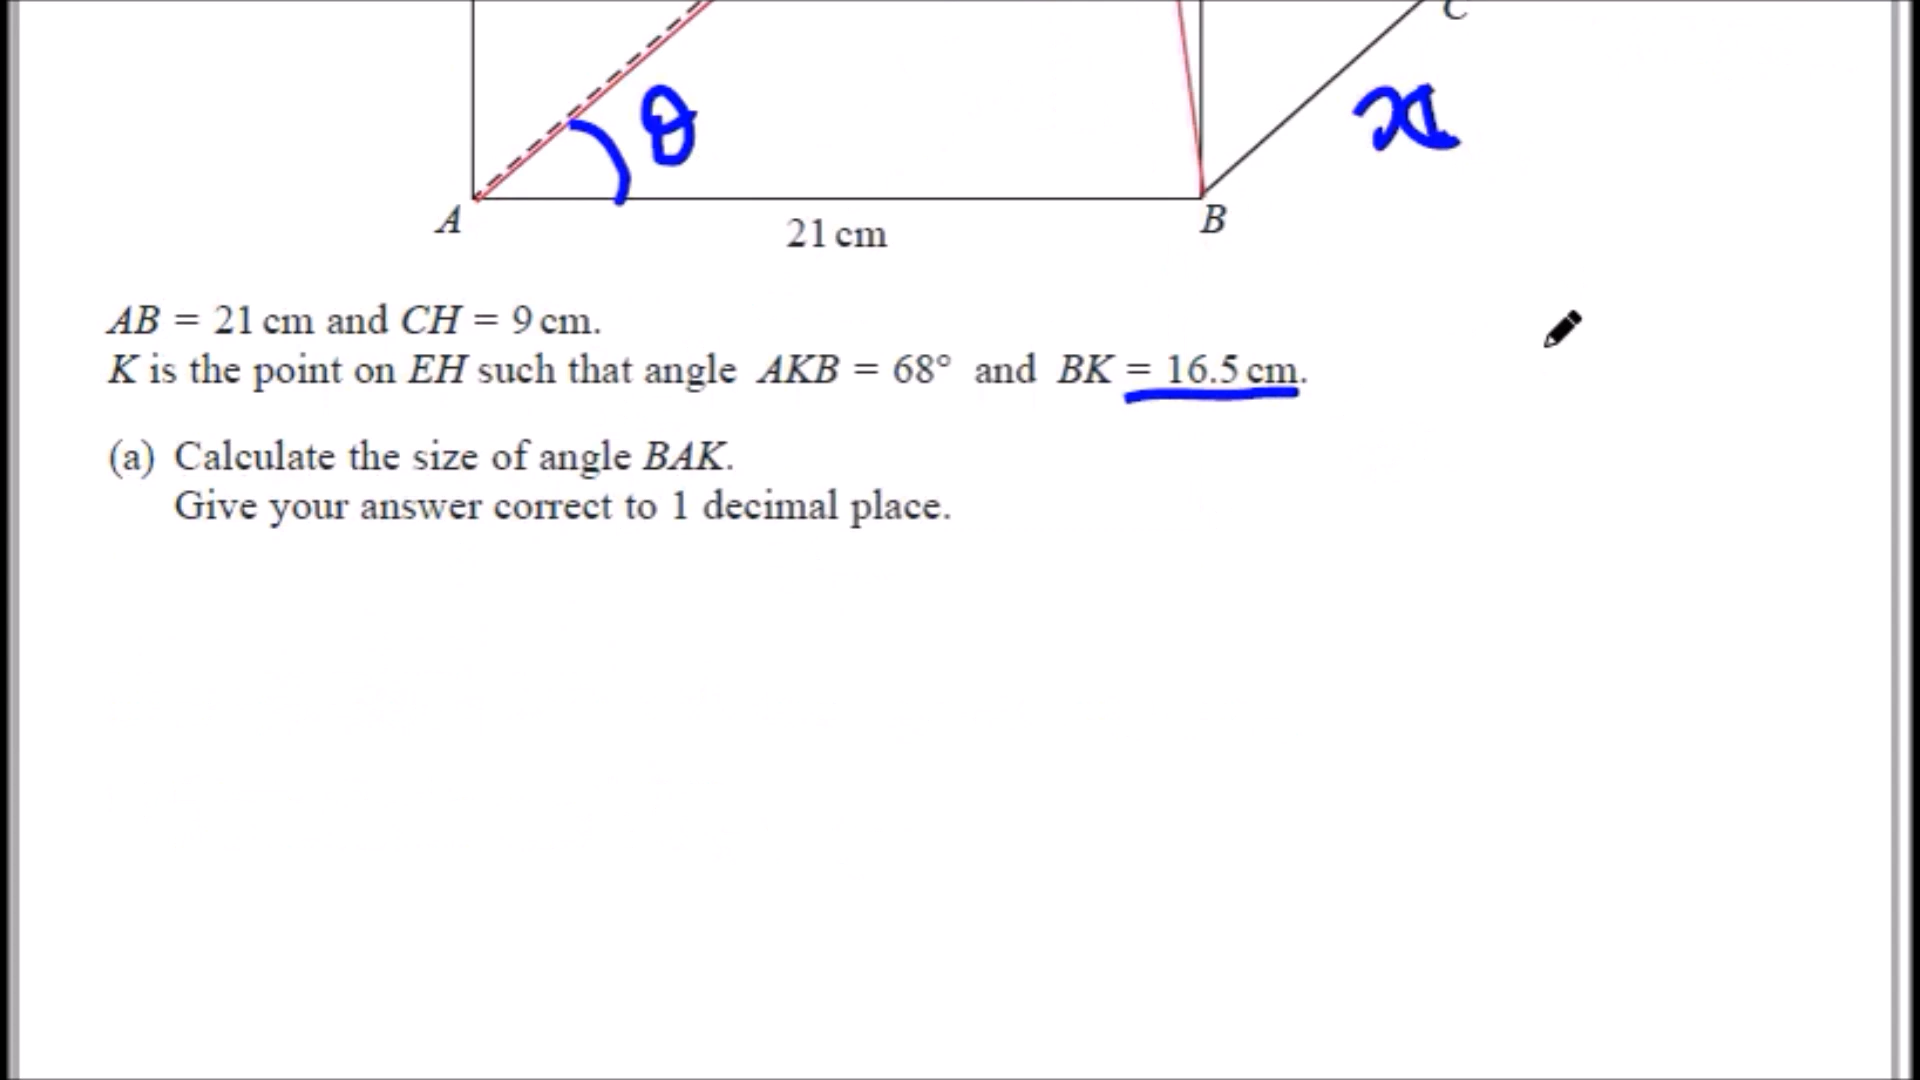 C
θ
x
A
B
21 cm
AB = 21 cm and CH = 9 cm.
K is the point on EH such that angle AKB = 68° and BK = 16.5 cm.
(a) Calculate the size of angle BAK.
Give your answer correct to 1 decimal place.